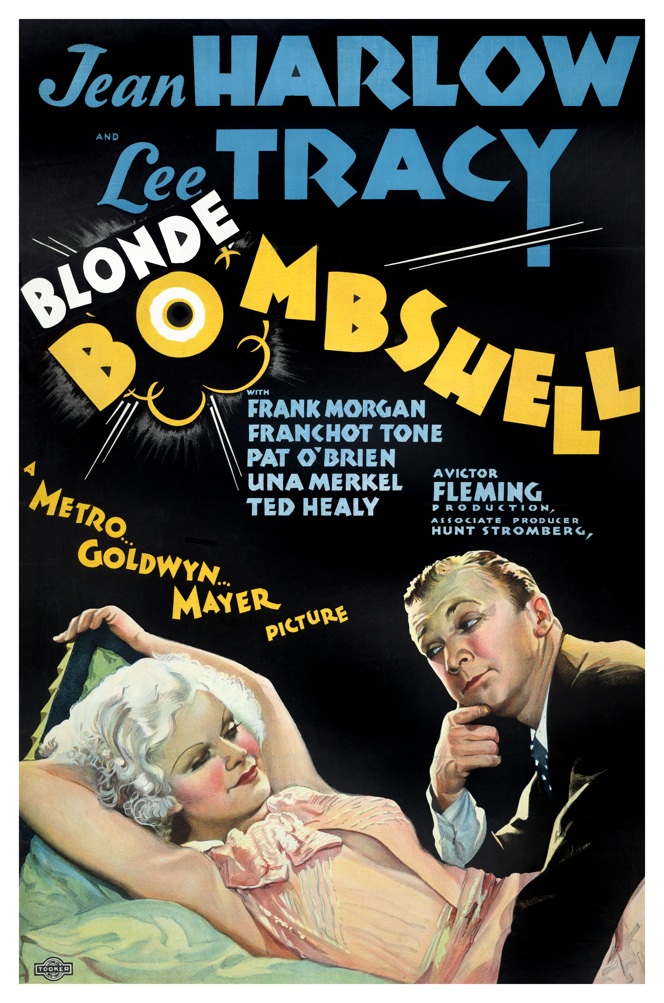 Jean HARLOW
AND
Lee TRACY
BLONDE
BOMBSHELL
WITH
FRANK MORGAN
FRANCHOT TONE
PAT O'BRIEN
UNA MERKEL
TED HEALY
A VICTOR
FLEMING
PRODUCTION,
ASSOCIATE PRODUCER
HUNT STROMBERG,
A
METRO..
GOLDWYN..
MAYER
PICTURE
TOOKER